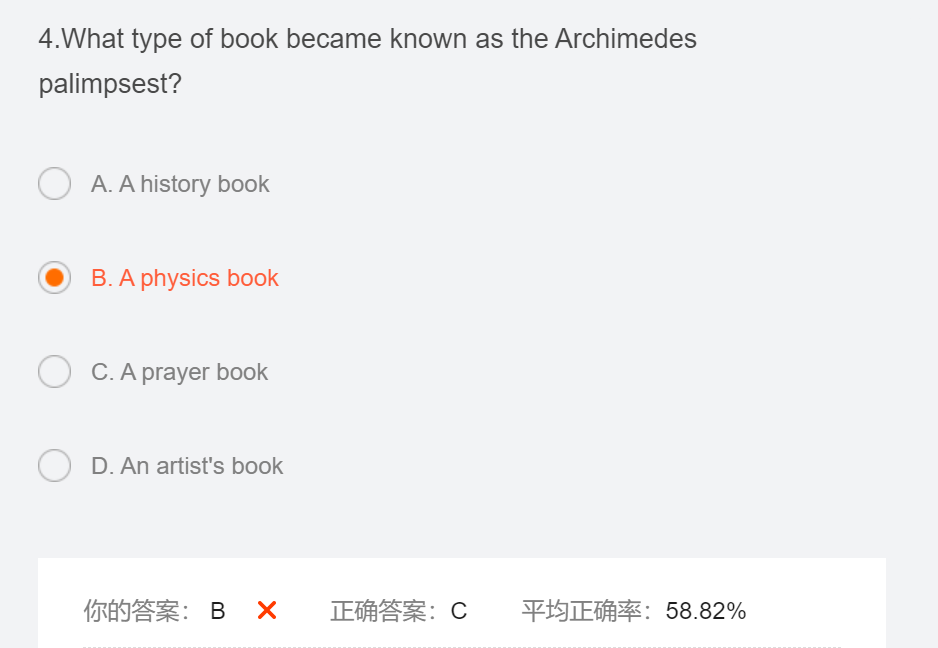 4.What type of book became known as the Archimedes
palimpsest?
A. A history book
B. A physics book
C. A prayer book
D. An artist's book
你的答案： B ✕ 正确答案： C 平均正确率： 58.82%